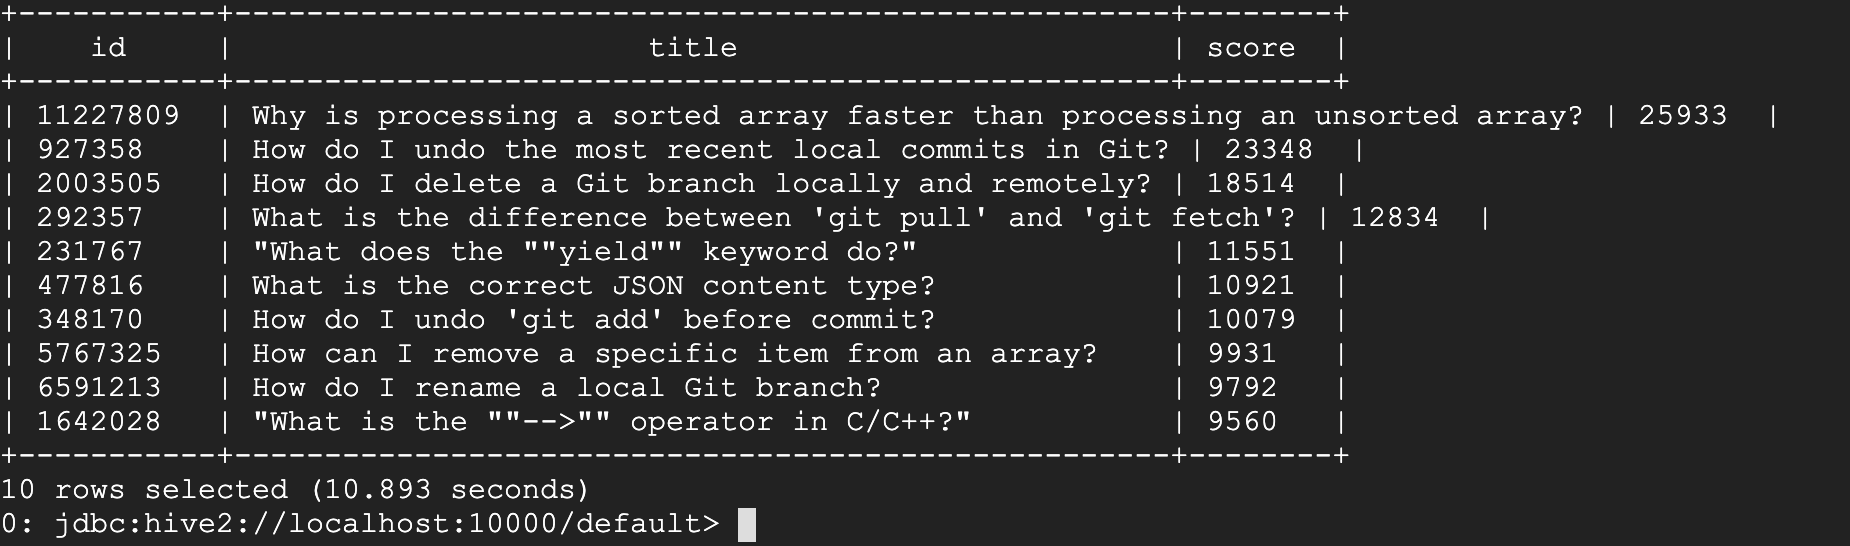 +-----------+----------------------------------------------------+--------+
|    id     |                       title                        | score  |
+-----------+----------------------------------------------------+--------+
| 11227809  | Why is processing a sorted array faster than processing an unsorted array? | 25933  |
| 927358    | How do I undo the most recent local commits in Git? | 23348  |
| 2003505   | How do I delete a Git branch locally and remotely? | 18514  |
| 292357    | What is the difference between 'git pull' and 'git fetch'? | 12834  |
| 231767    | "What does the ""yield"" keyword do?"              | 11551  |
| 477816    | What is the correct JSON content type?             | 10921  |
| 348170    | How do I undo 'git add' before commit?             | 10079  |
| 5767325   | How can I remove a specific item from an array?    | 9931   |
| 6591213   | How do I rename a local Git branch?                | 9792   |
| 1642028   | "What is the ""-->"" operator in C/C++?"           | 9560   |
+-----------+----------------------------------------------------+--------+
10 rows selected (10.893 seconds)
0: jdbc:hive2://localhost:10000/default>